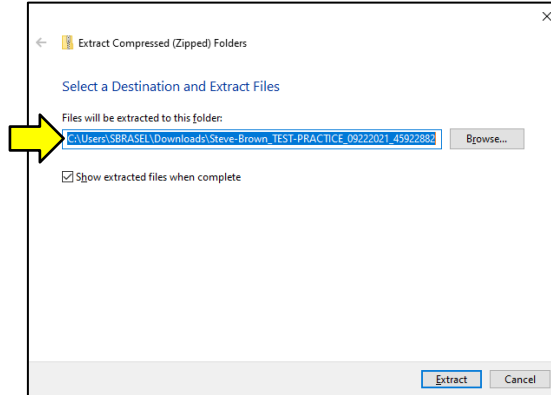 Extract Compressed (Zipped) Folders
Select a Destination and Extract Files
Files will be extracted to this folder:
C:\Users\SBRASEL\Downloads\Steve-Brown_TEST-PRACTICE_09222021_45922882 Browse...
Show extracted files when complete
Extract Cancel